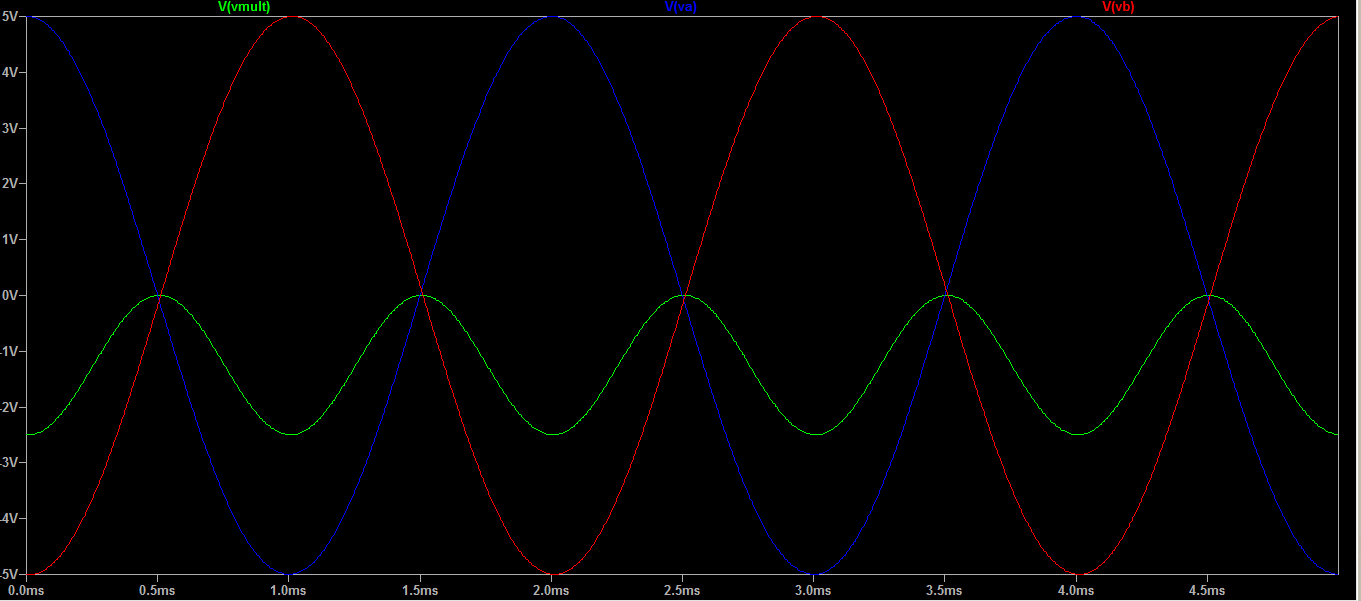 V(vmult) V(va) V(vb)
5V
4V
3V
2V
1V
0V
-1V
-2V
-3V
-4V
-5V
0.0ms 0.5ms 1.0ms 1.5ms 2.0ms 2.5ms 3.0ms 3.5ms 4.0ms 4.5ms